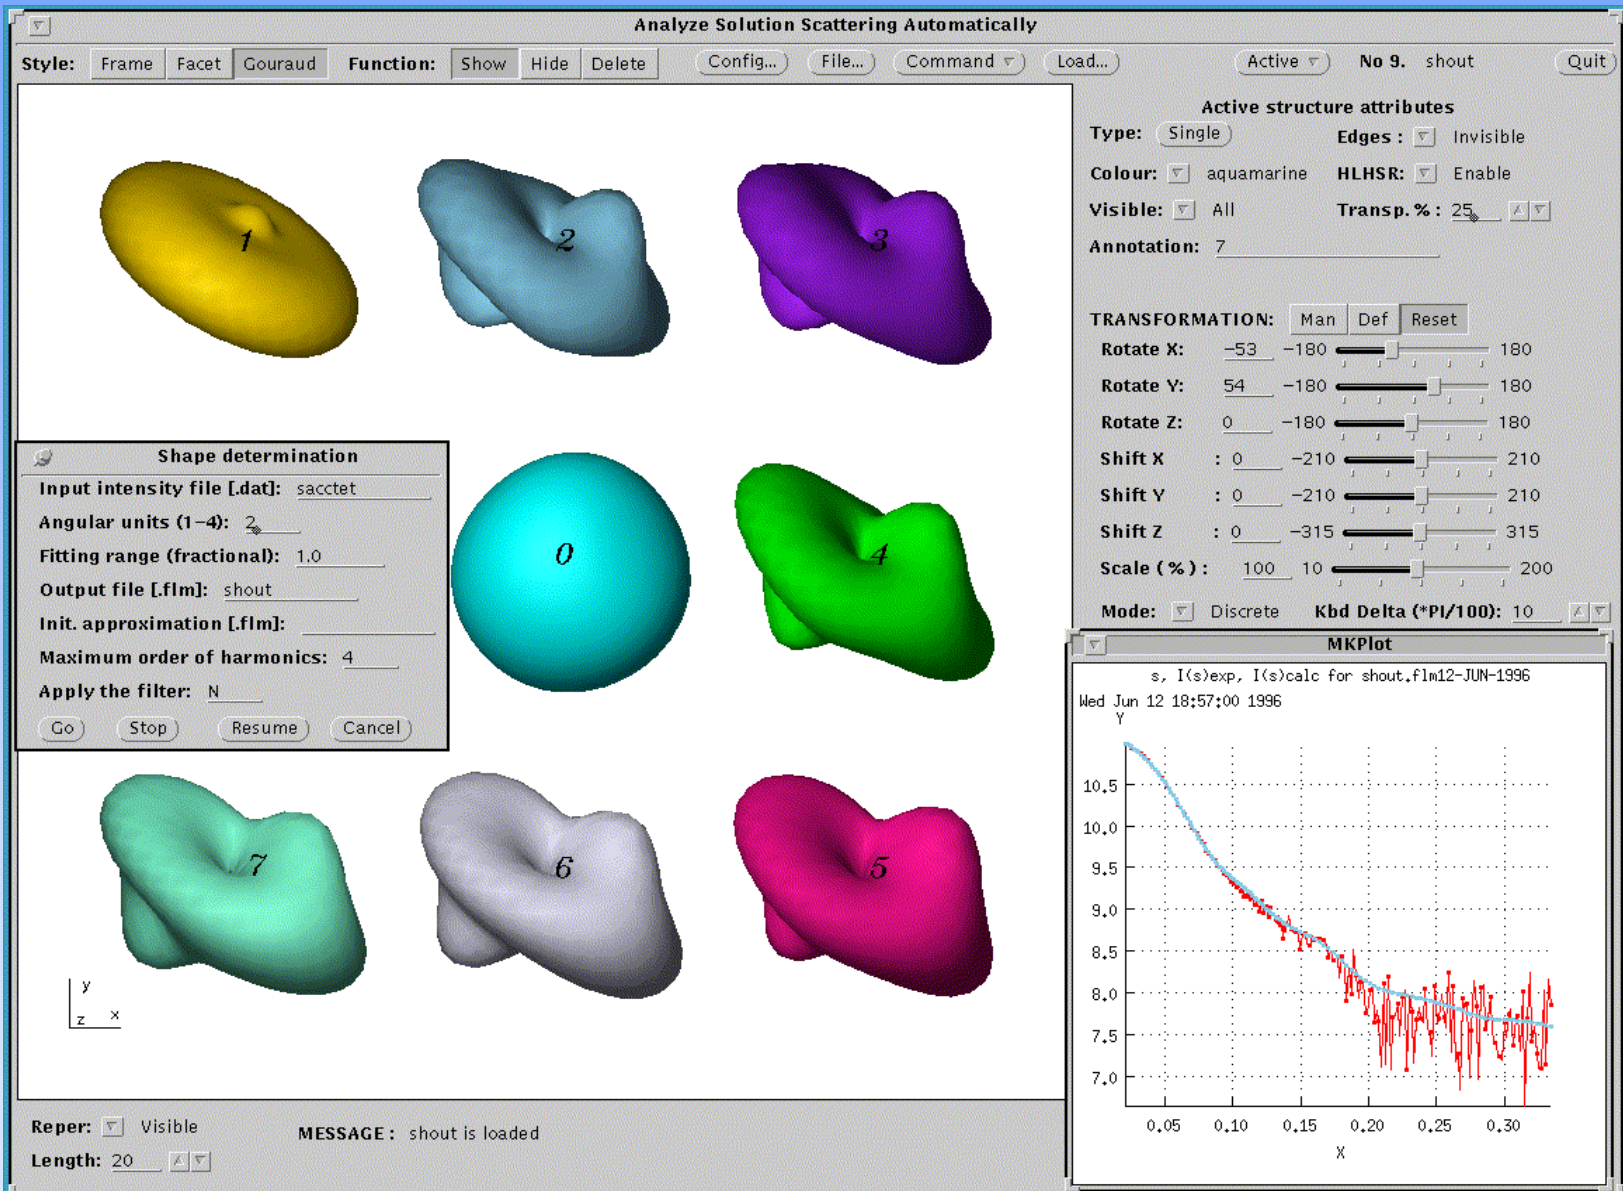 Analyze Solution Scattering Automatically
Style: Frame Facet Gouraud Function: Show Hide Delete Config... File... Command Load... Active No 9. shout Quit
Active structure attributes
Type: Single Edges : Invisible
Colour: aquamarine HLHSR: Enable
Visible: All Transp. % : 25
Annotation: 7
TRANSFORMATION: Man Def Reset
Rotate X: -53 -180 180
Rotate Y: 54 -180 180
Rotate Z: 0 -180 180
Shift X : 0 -210 210
Shift Y : 0 -210 210
Shift Z : 0 -315 315
Scale (%) : 100 10 200
Mode: Discrete Kbd Delta (*PI/100): 10
1
2
3
0
4
7
6
5
y
z x
Shape determination
Input intensity file [.dat]: sacctet
Angular units (1-4): 2
Fitting range (fractional): 1.0
Output file [.flm]: shout
Init. approximation [.flm]:
Maximum order of harmonics: 4
Apply the filter: N
Go Stop Resume Cancel
MKPlot
s, I(s)exp, I(s)calc for shout.flm12-JUN-1996
Wed Jun 12 18:57:00 1996
Y
10.5
10.0
9.5
9.0
8.5
8.0
7.5
7.0
0.05 0.10 0.15 0.20 0.25 0.30
X
Reper: Visible
MESSAGE : shout is loaded
Length: 20